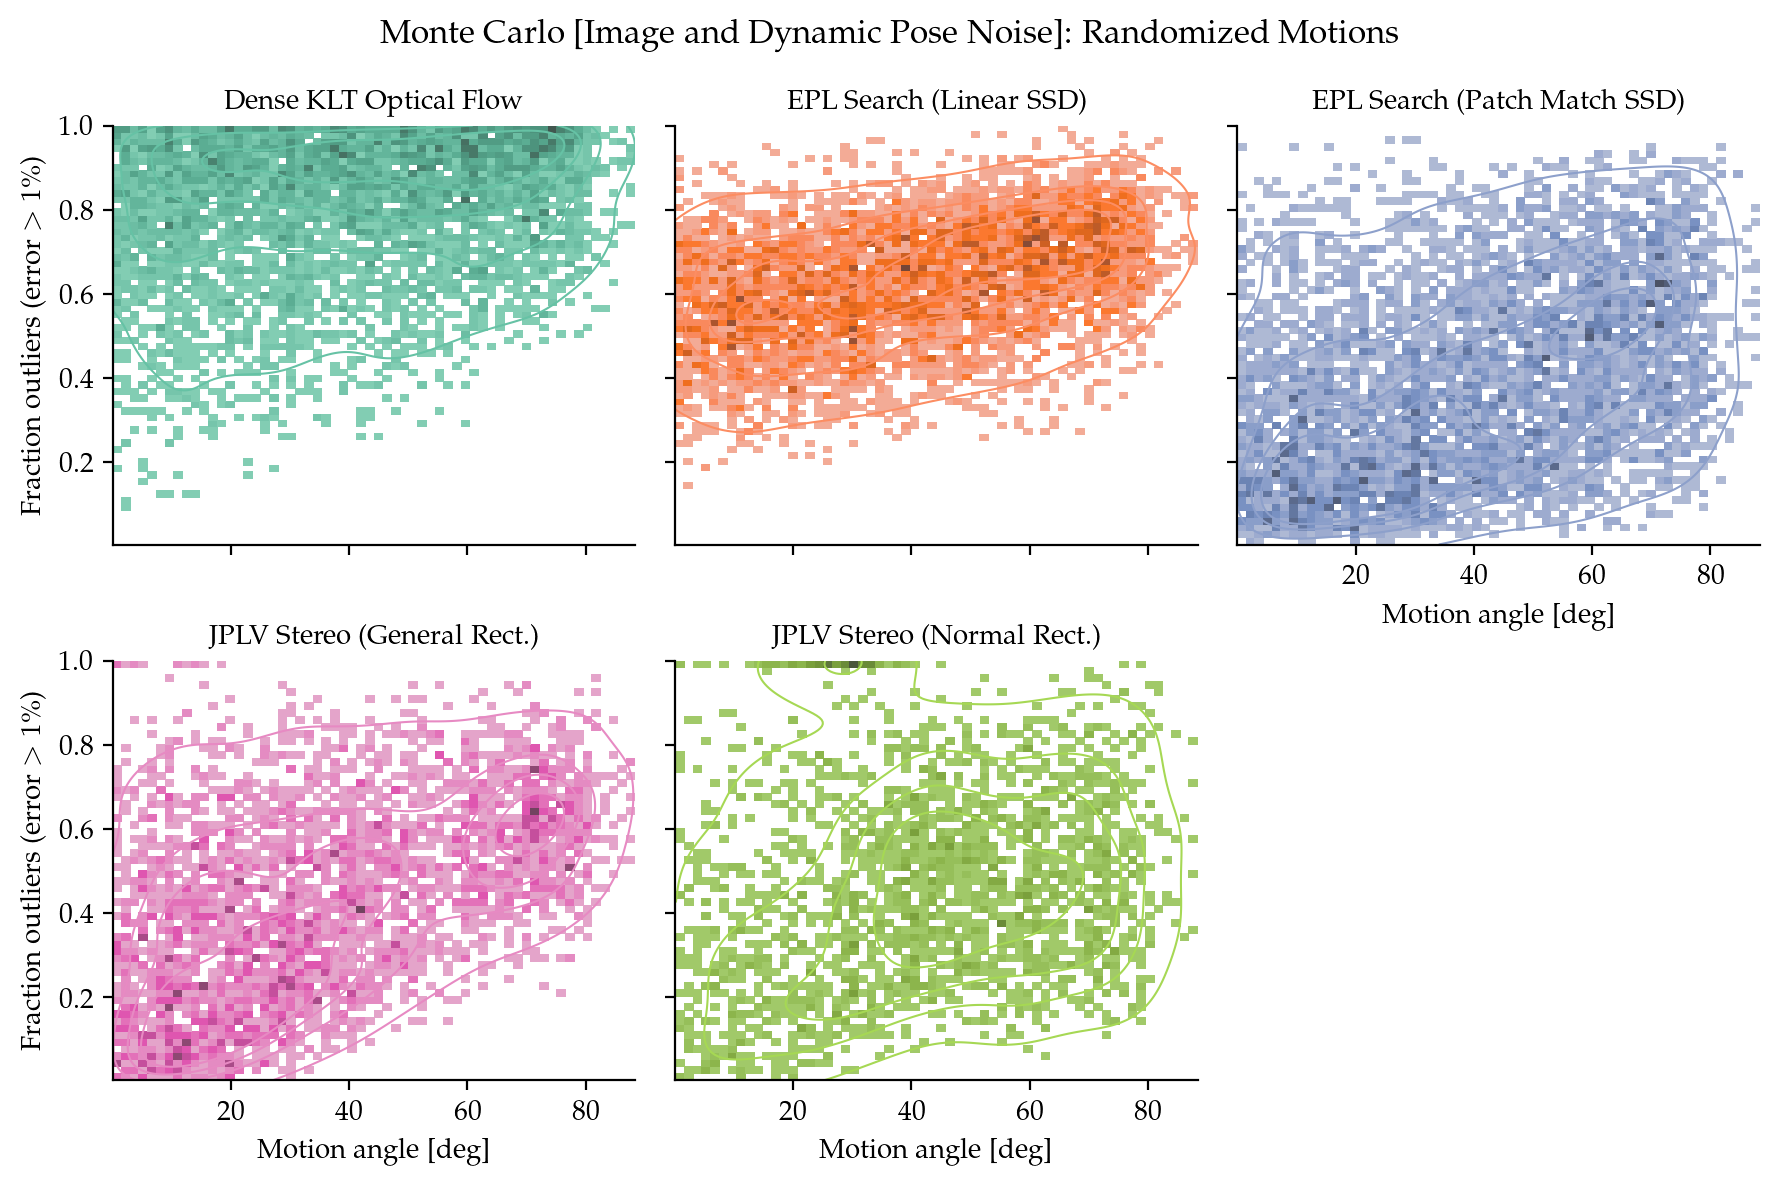 Monte Carlo [Image and Dynamic Pose Noise]: Randomized Motions
Dense KLT Optical Flow
EPL Search (Linear SSD)
EPL Search (Patch Match SSD)
Fraction outliers (error > 1%)
1.0
0.8
0.6
0.4
0.2
20 40 60 80
Motion angle [deg]
JPLV Stereo (General Rect.)
JPLV Stereo (Normal Rect.)
Fraction outliers (error > 1%)
1.0
0.8
0.6
0.4
0.2
20 40 60 80
Motion angle [deg]
20 40 60 80
Motion angle [deg]